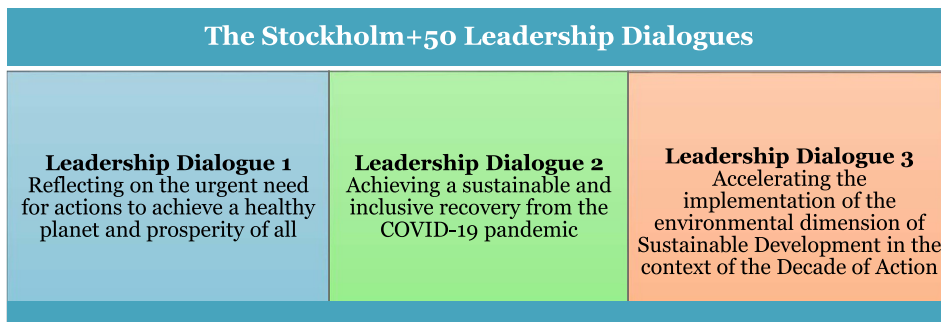 The Stockholm+50 Leadership Dialogues
Leadership Dialogue 1
Reflecting on the urgent need
for actions to achieve a healthy
planet and prosperity of all
Leadership Dialogue 2
Achieving a sustainable and
inclusive recovery from the
COVID-19 pandemic
Leadership Dialogue 3
Accelerating the
implementation of the
environmental dimension of
Sustainable Development in the
context of the Decade of Action